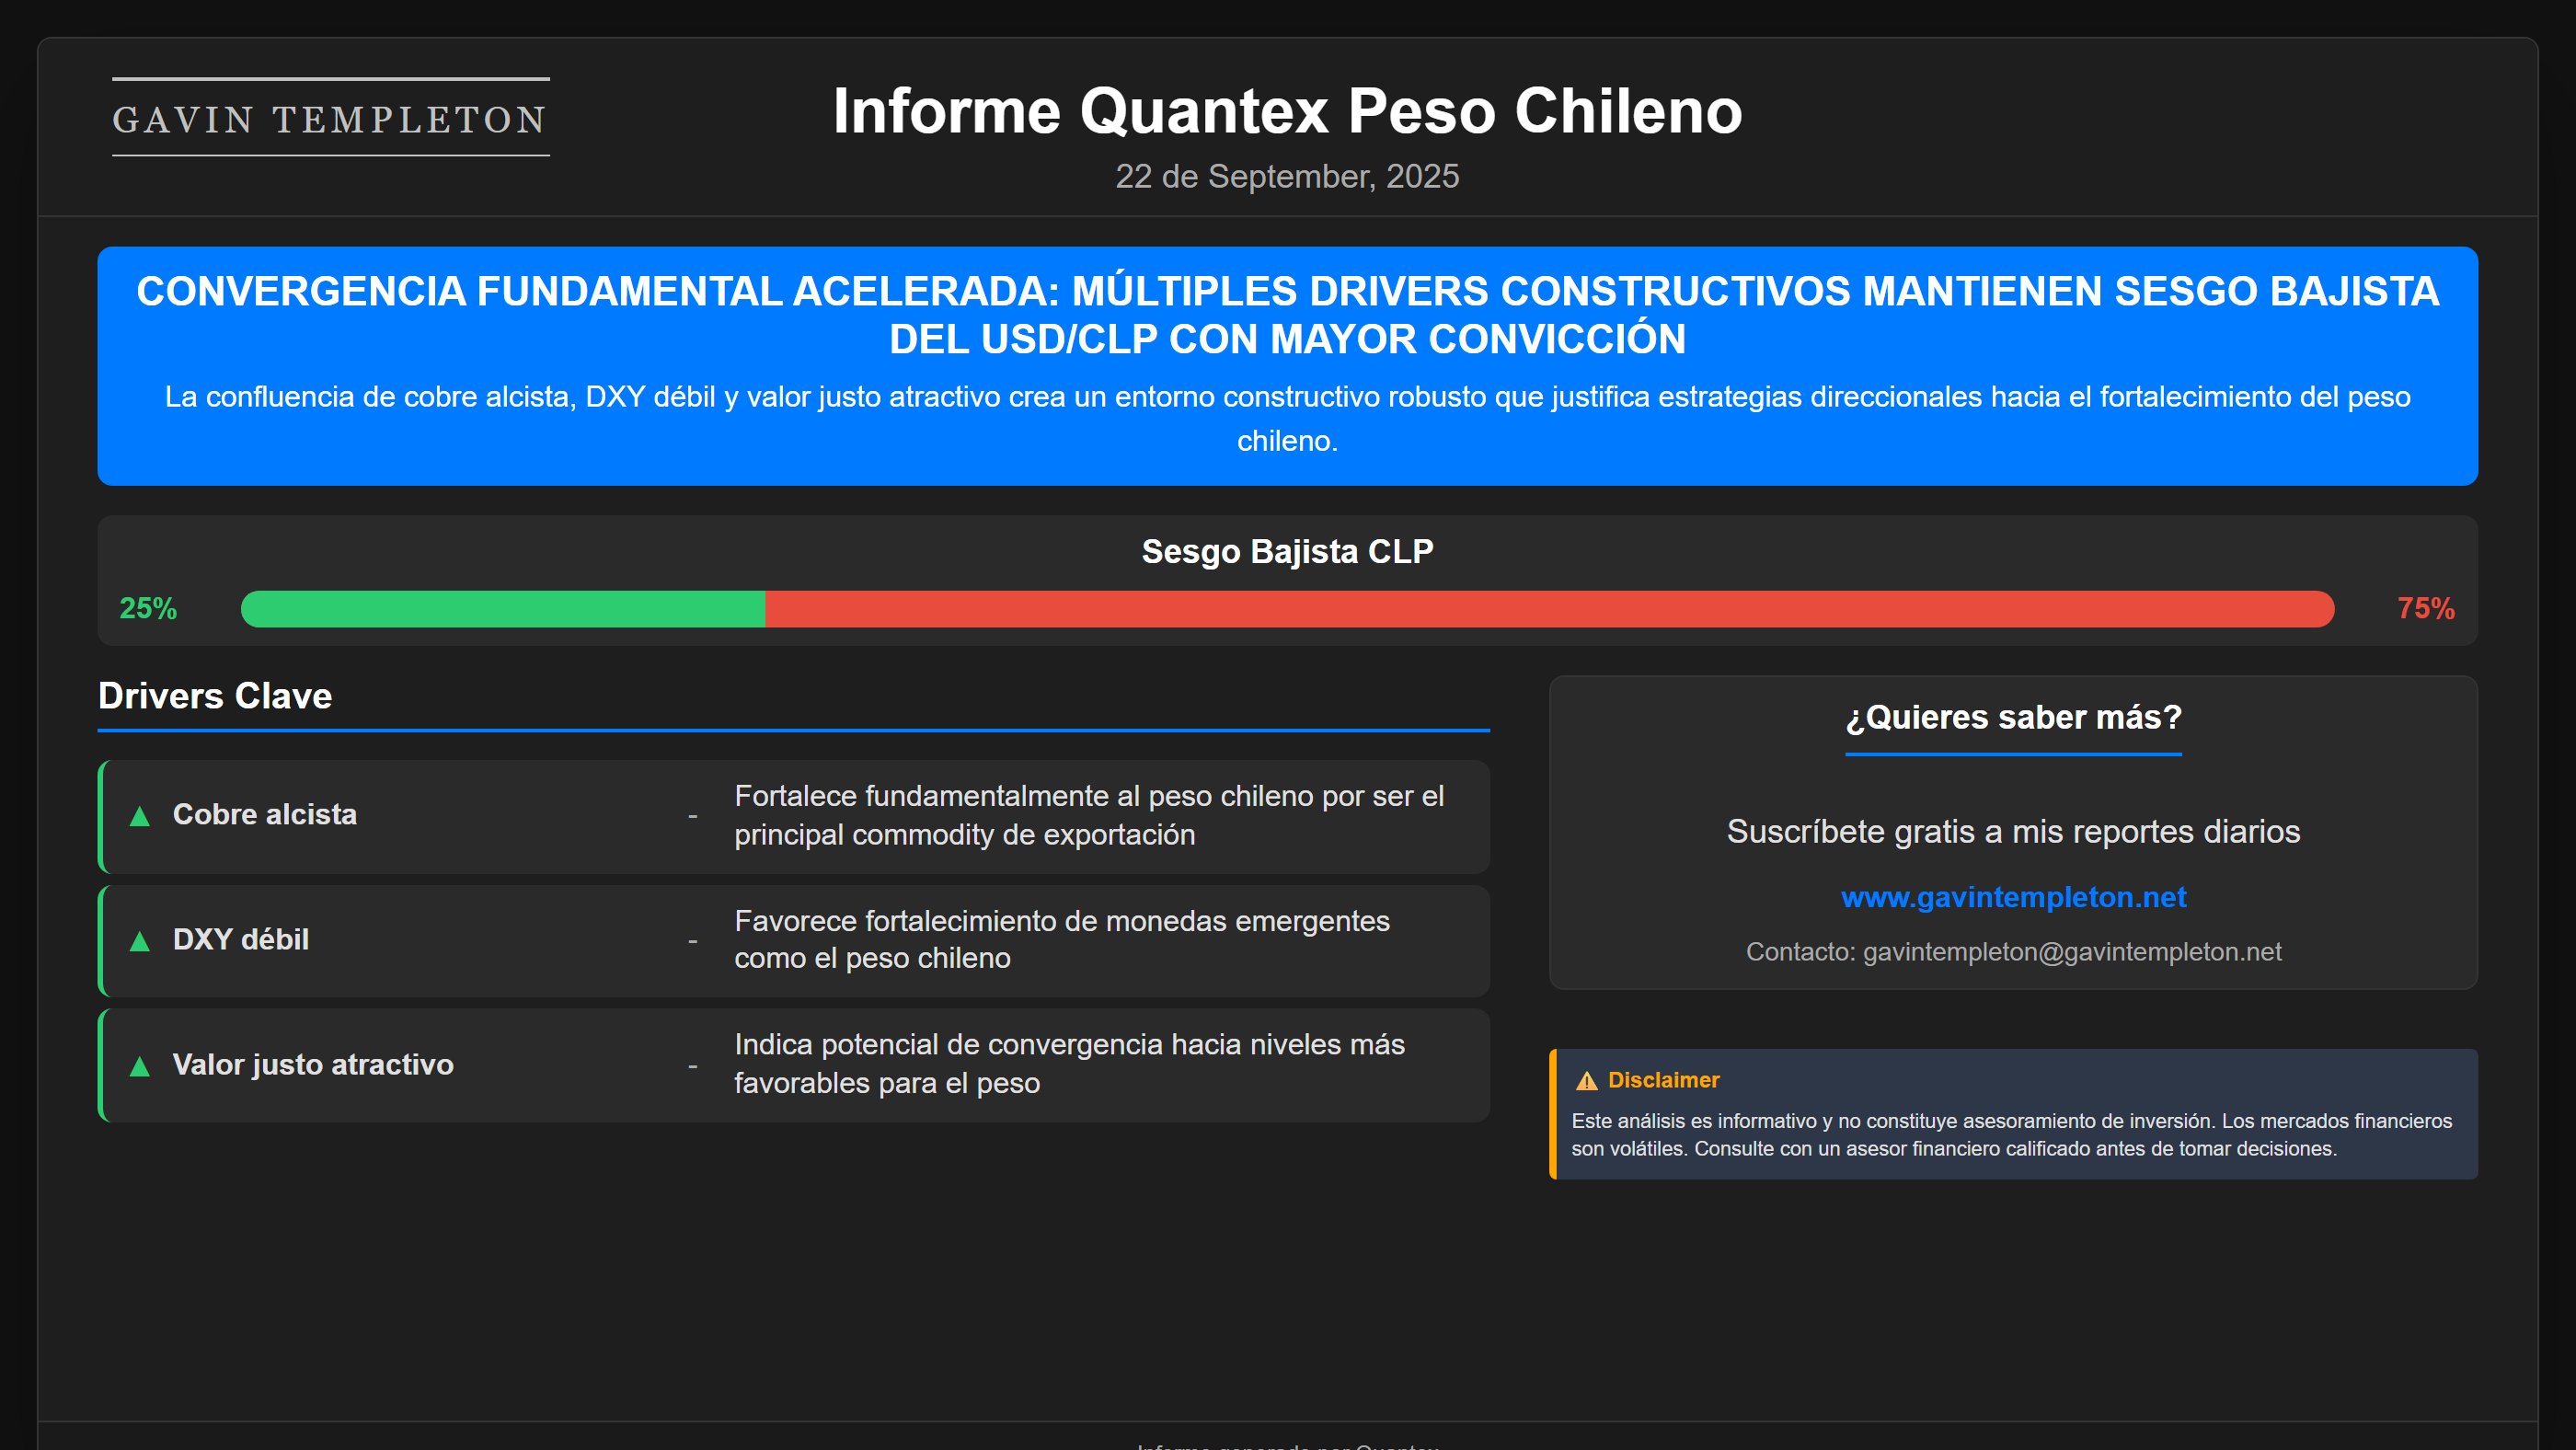 GAVIN TEMPLETON
Informe Quantex Peso Chileno
22 de September, 2025
CONVERGENCIA FUNDAMENTAL ACELERADA: MÚLTIPLES DRIVERS CONSTRUCTIVOS MANTIENEN SESGO BAJISTA
DEL USD/CLP CON MAYOR CONVICCIÓN
La confluencia de cobre alcista, DXY débil y valor justo atractivo crea un entorno constructivo robusto que justifica estrategias direccionales hacia el fortalecimiento del peso
chileno.
Sesgo Bajista CLP
25%
75%
Drivers Clave
▲ Cobre alcista - Fortalece fundamentalmente al peso chileno por ser el
principal commodity de exportación
▲ DXY débil - Favorece fortalecimiento de monedas emergentes
como el peso chileno
▲ Valor justo atractivo - Indica potencial de convergencia hacia niveles más
favorables para el peso
¿Quieres saber más?
Suscríbete gratis a mis reportes diarios
www.gavintempleton.net
Contacto: gavintempleton@gavintempleton.net
⚠ Disclaimer
Este análisis es informativo y no constituye asesoramiento de inversión. Los mercados financieros
son volátiles. Consulte con un asesor financiero calificado antes de tomar decisiones.
Informe generado por Quantex